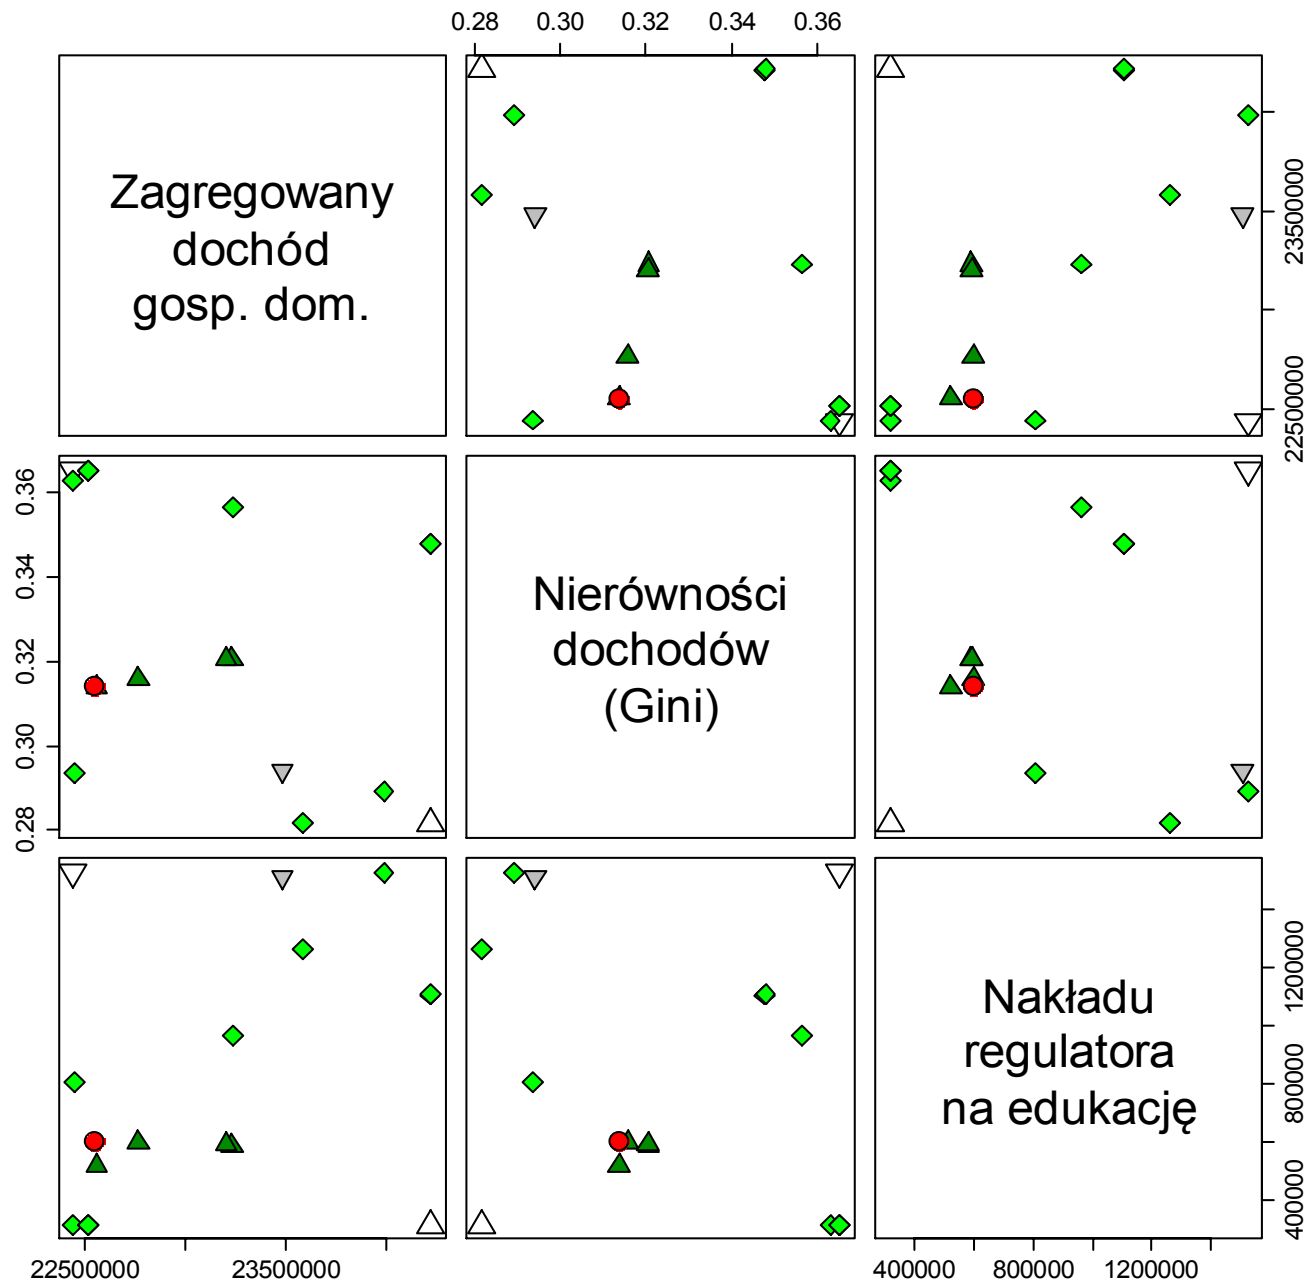 0.28 0.30 0.32 0.34 0.36
Zagregowany
dochód
gosp. dom.
22500000 23500000
0.28 0.30 0.32 0.34 0.36
Nierówności
dochodów
(Gini)
Nakładu
regulatora
na edukację
400000 800000 1200000
22500000 23500000
400000 800000 1200000